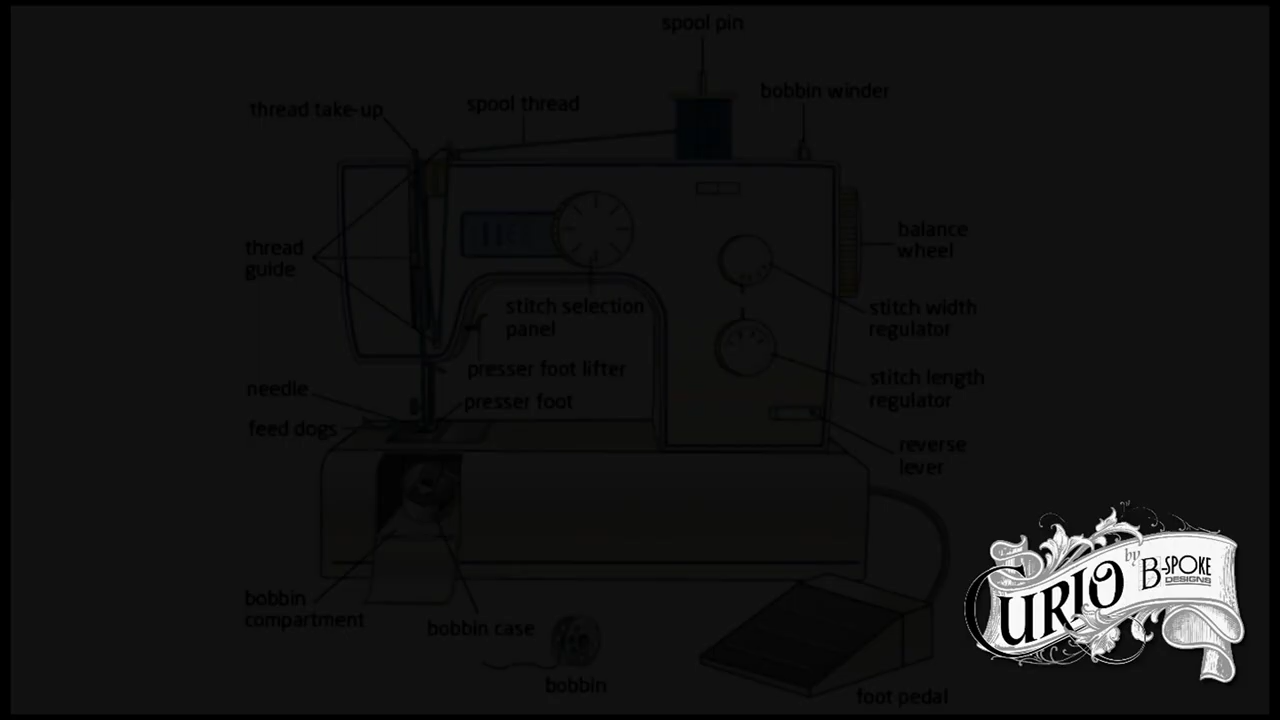 spool pin
bobbin winder
spool thread
thread take-up
balance
wheel
thread
guide
stitch selection
panel
stitch width
regulator
presser foot lifter
stitch length
regulator
needle
presser foot
feed dogs
reverse
lever
CURIO by B-SPOKE
DESIGNS
bobbin
compartment
bobbin case
bobbin
foot pedal